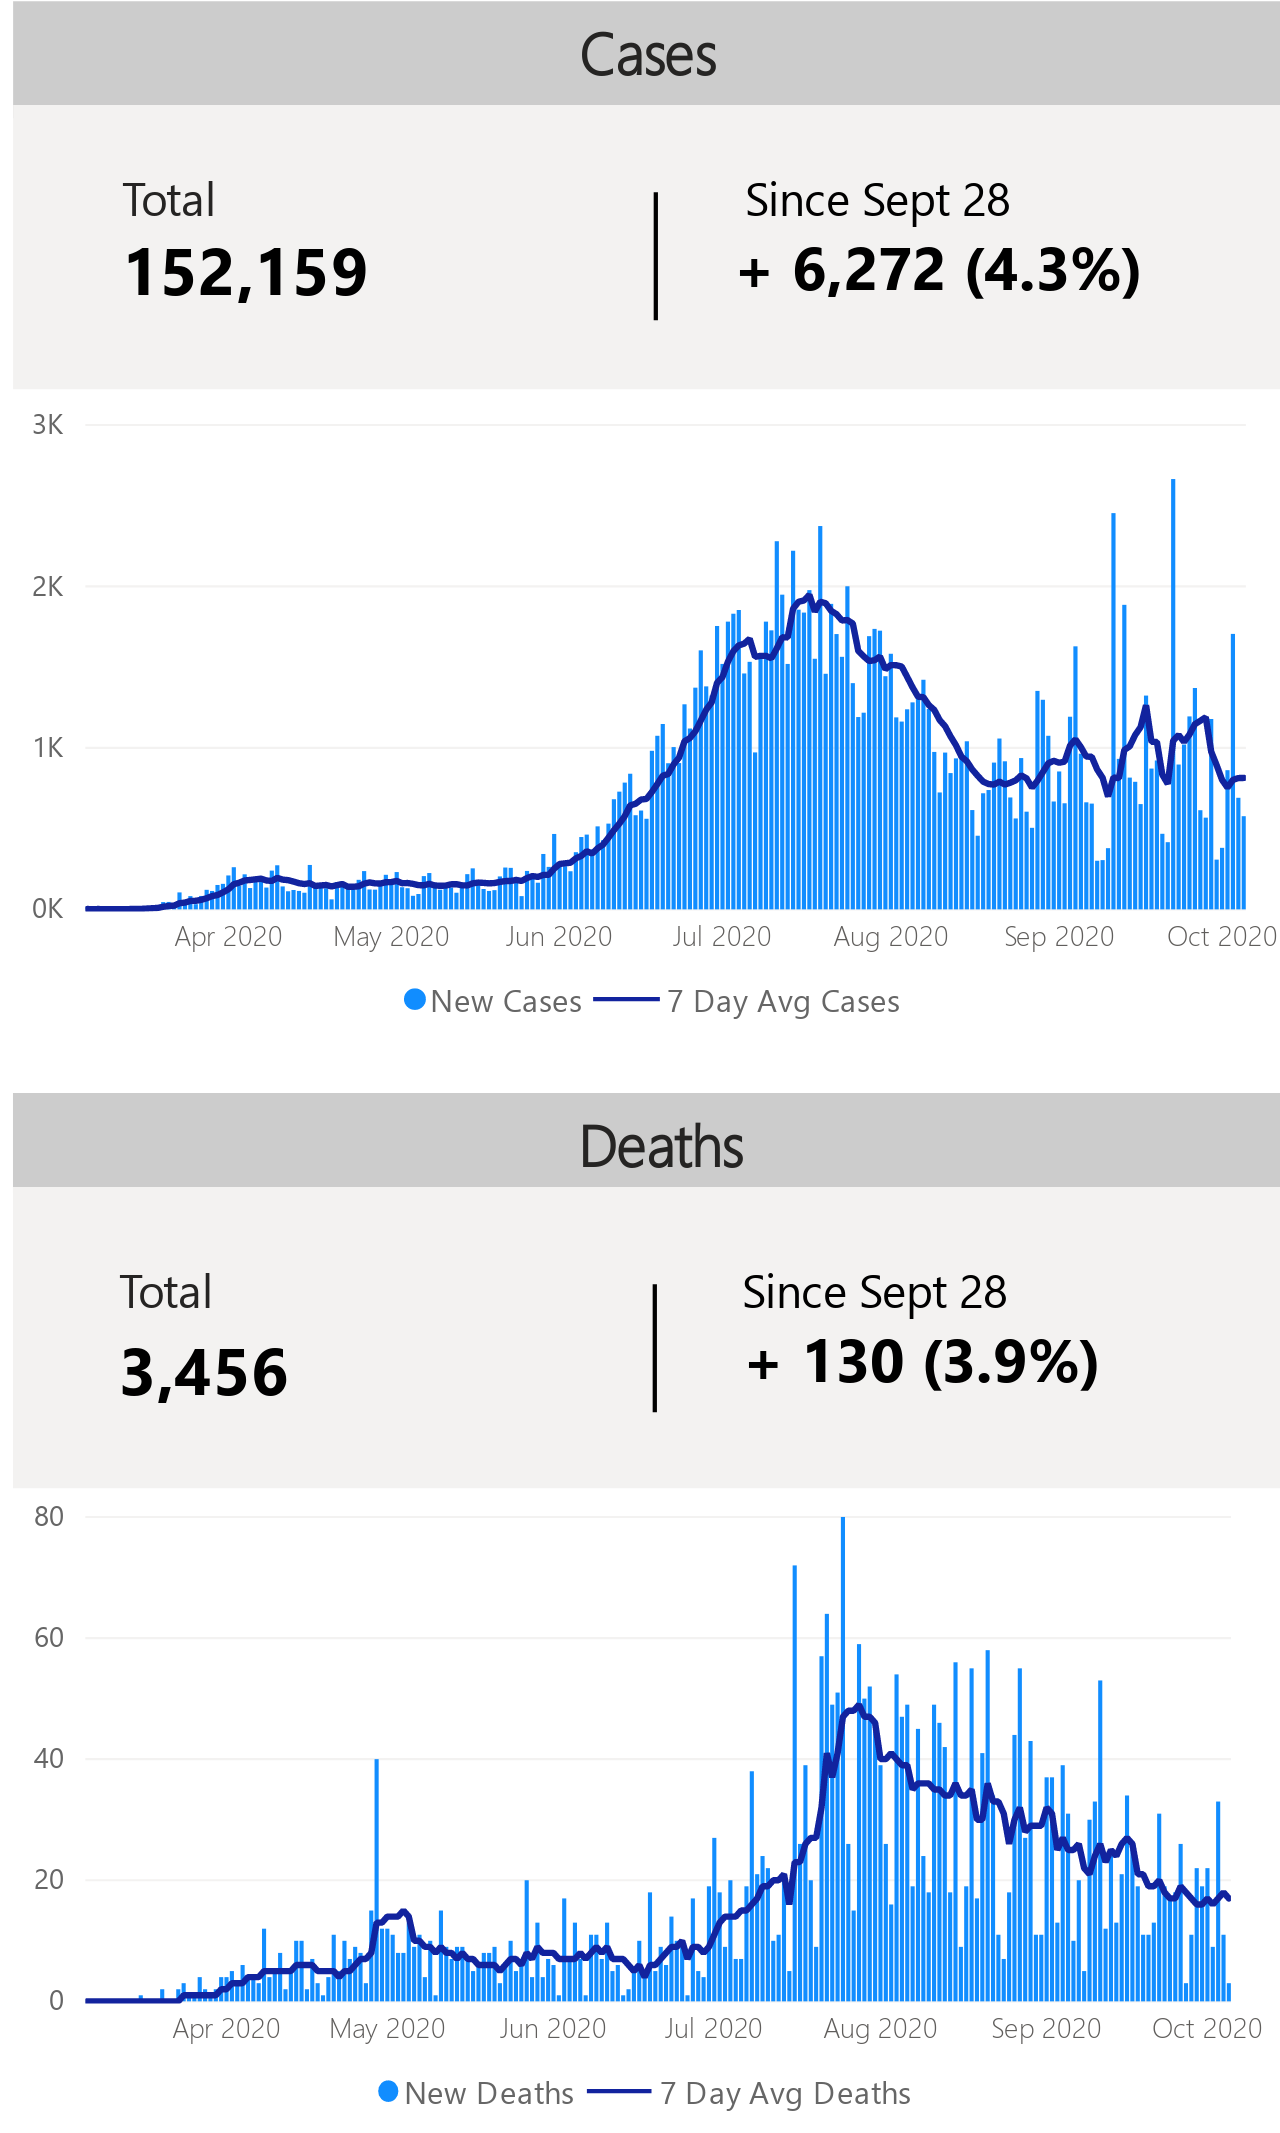 Cases
Total
152,159
Since Sept 28
+ 6,272 (4.3%)
3K
2K
1K
0K
Apr 2020 May 2020 Jun 2020 Jul 2020 Aug 2020 Sep 2020 Oct 2020
New Cases 7 Day Avg Cases
Deaths
Total
3,456
Since Sept 28
+ 130 (3.9%)
80
60
40
20
0
Apr 2020 May 2020 Jun 2020 Jul 2020 Aug 2020 Sep 2020 Oct 2020
New Deaths 7 Day Avg Deaths